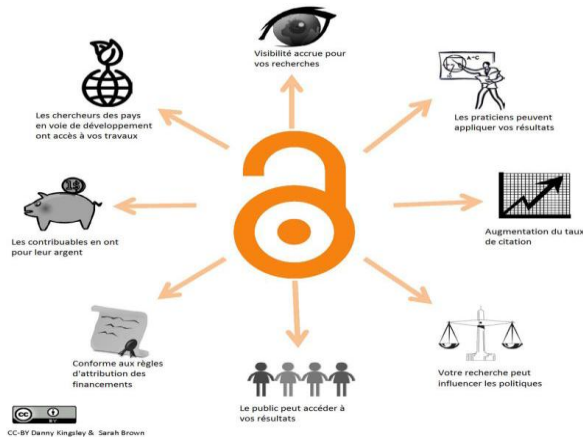 Visibilité accrue pour
vos recherches
A-C
Les chercheurs des pays
en voie de développement
ont accès à vos travaux
Les praticiens peuvent
appliquer vos résultats
1$
Les contribuables en ont
pour leur argent
Augmentation du taux
de citation
Conforme aux règles
d'attribution des
financements
Votre recherche peut
influencer les politiques
Le public peut accéder à
vos résultats
cc
BY
CC-BY Danny Kingsley & Sarah Brown